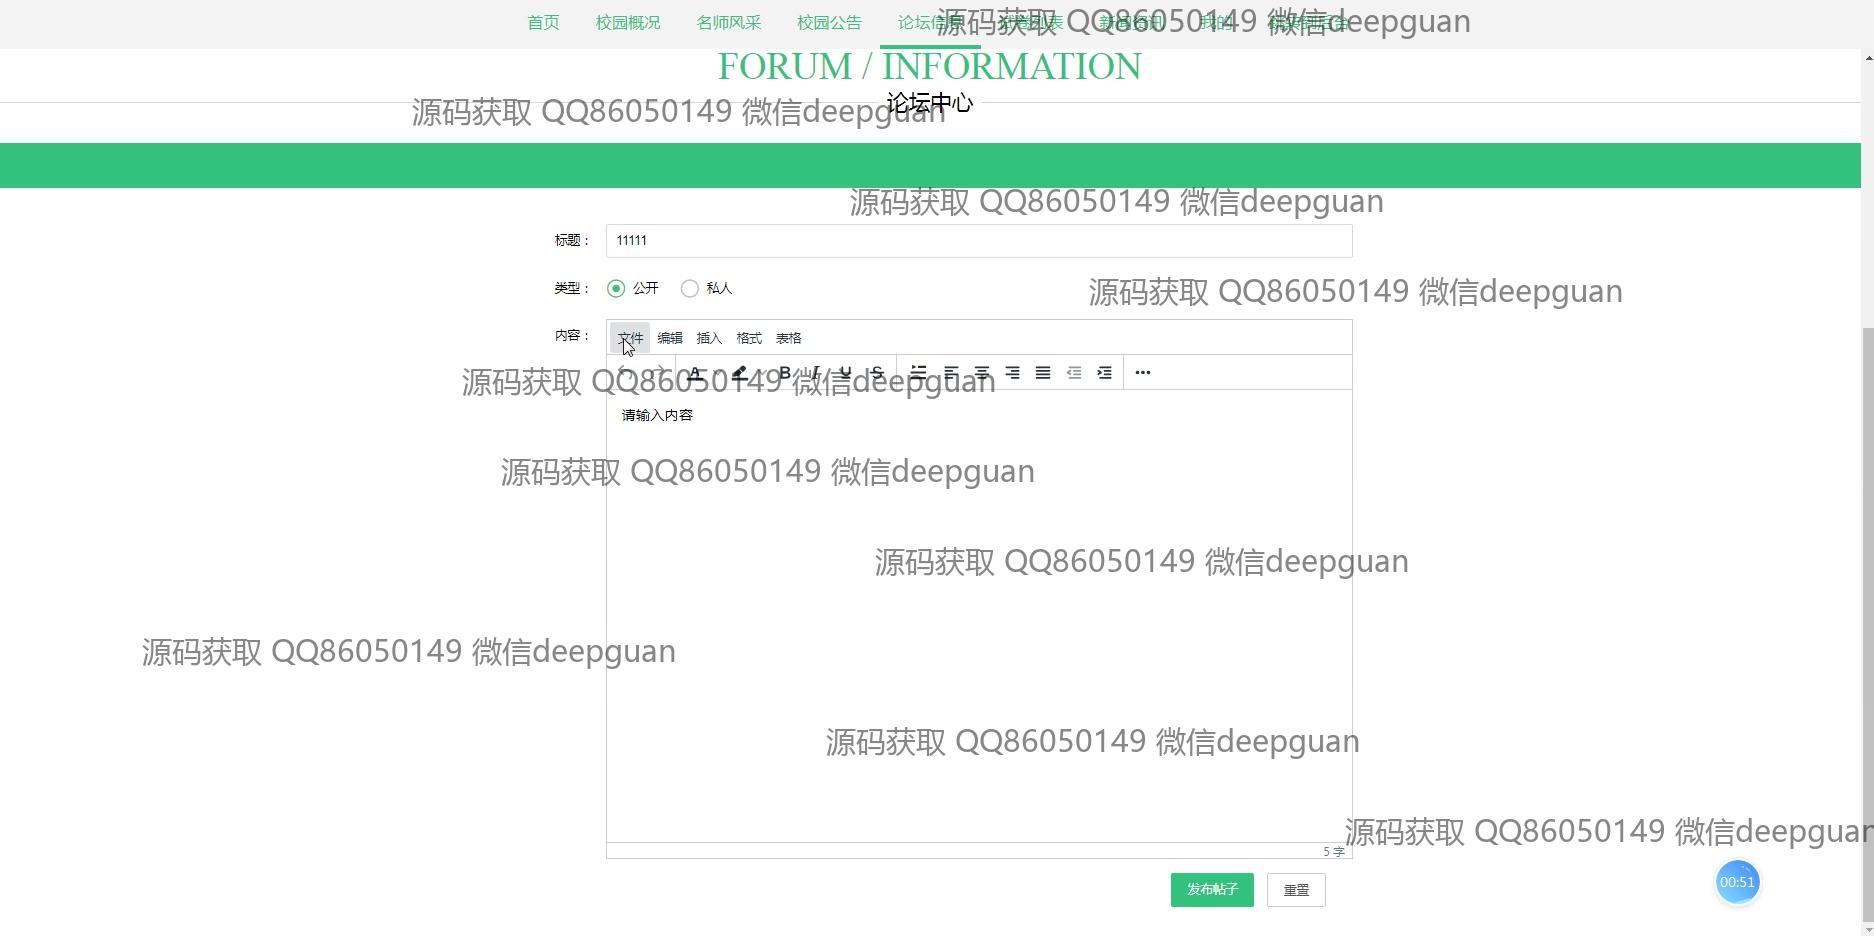 首页 校园概况 名师风采 校园公告 论坛信息 试卷列表 新闻资讯 我的
源码获取 QQ86050149 微信deepguan
FORUM / INFORMATION
论坛中心
源码获取 QQ86050149 微信deepguan
源码获取 QQ86050149 微信deepguan
标题： 11111
类型： 公开 私人
源码获取 QQ86050149 微信deepguan
内容： 文件 编辑 插入 格式 表格
源码获取 QQ86050149 微信deepguan
请输入内容
源码获取 QQ86050149 微信deepguan
源码获取 QQ86050149 微信deepguan
源码获取 QQ86050149 微信deepguan
源码获取 QQ86050149 微信deepguan
源码获取 QQ86050149 微信deepguan
5 字
发布帖子 重置
00:51